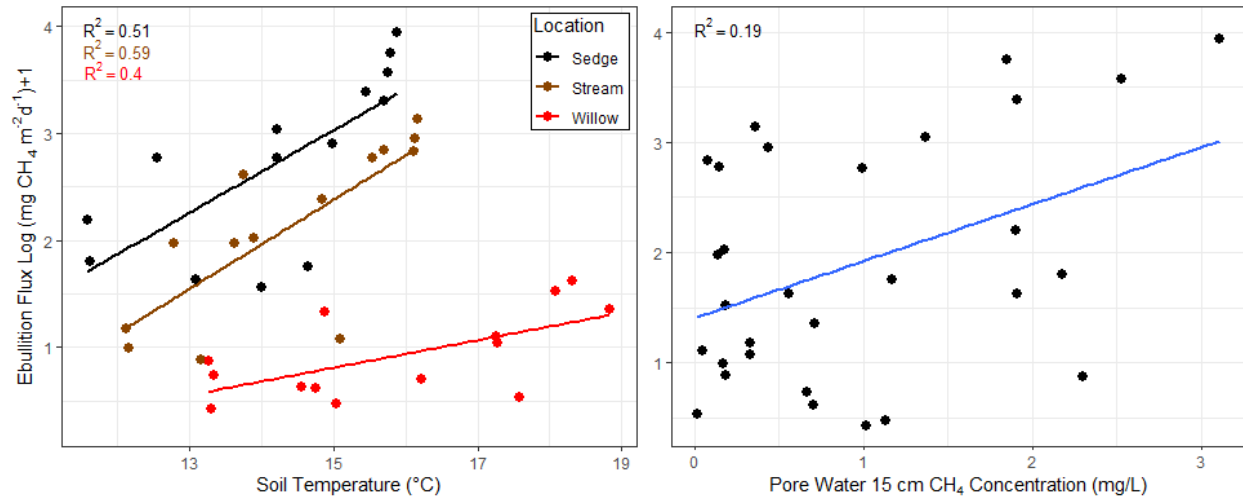 R² = 0.51
R² = 0.59
R² = 0.4
Location
Sedge
Stream
Willow
4
3
2
1
Ebullition Flux Log (mg CH₄ m⁻²d⁻¹)+1
13
15
17
19
Soil Temperature (°C)
R² = 0.19
4
3
2
1
0
1
2
3
Pore Water 15 cm CH₄ Concentration (mg/L)